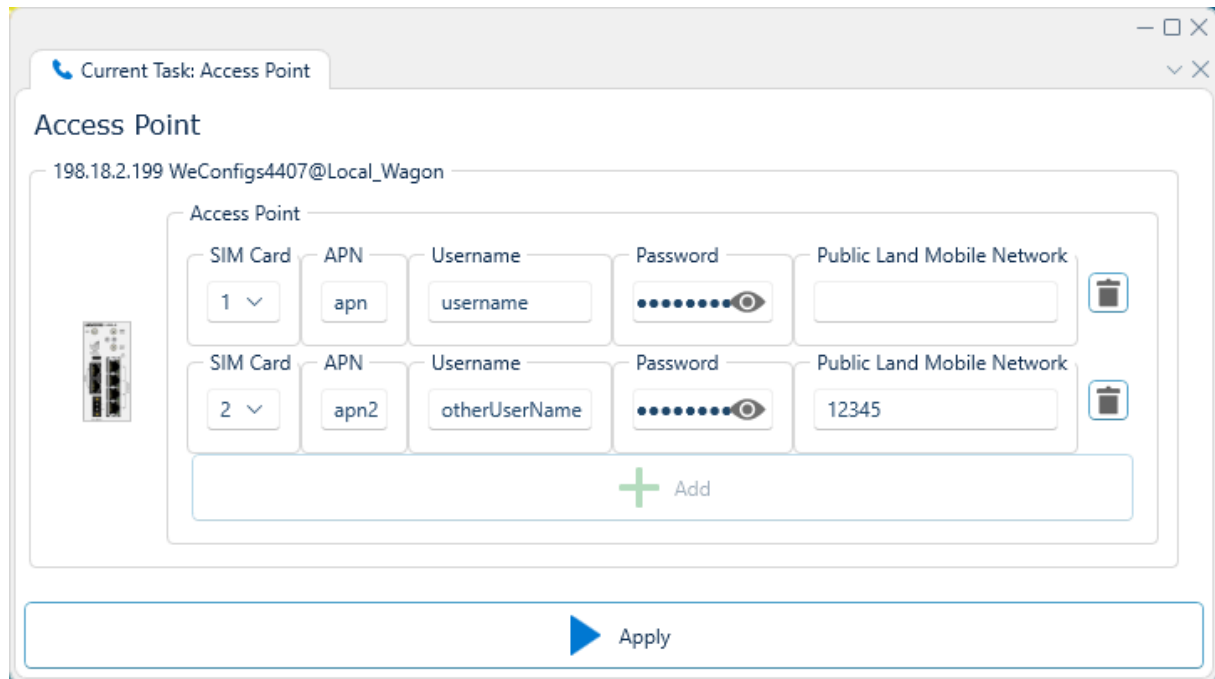 Current Task: Access Point
Access Point
198.18.2.199 WeConfigs4407@Local_Wagon
Access Point
SIM Card APN Username Password Public Land Mobile Network
1 apn username ••••••••
SIM Card APN Username Password Public Land Mobile Network
2 apn2 otherUserName •••••••• 12345
Add
Apply